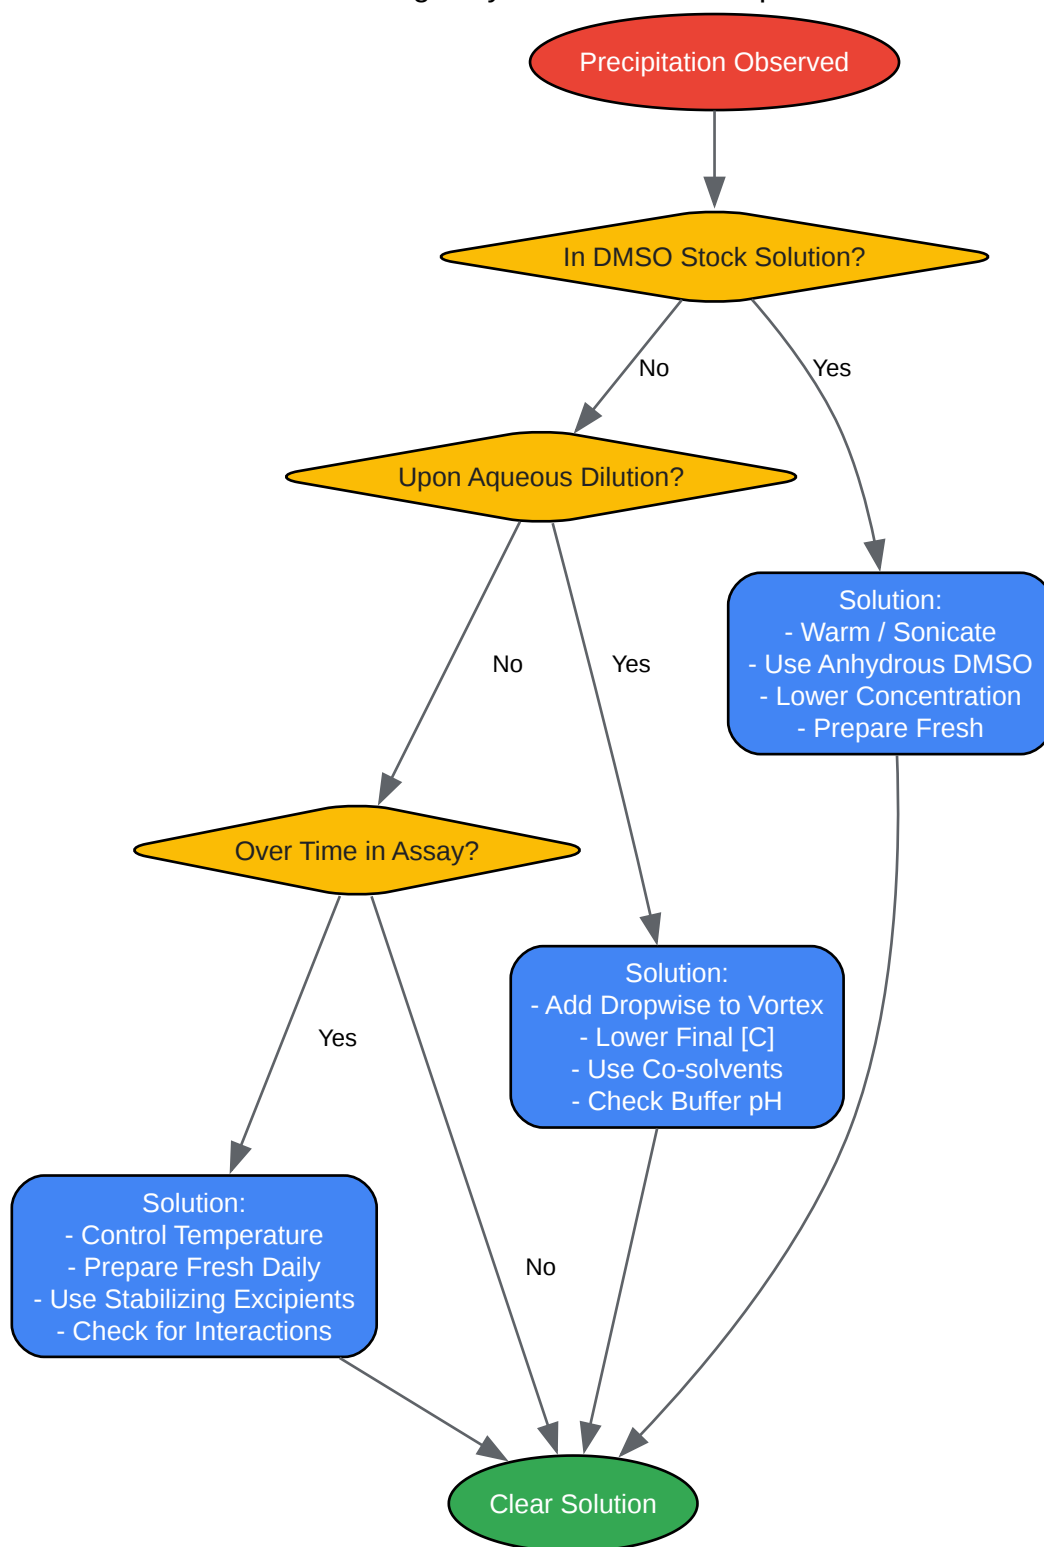 Precipitation Observed
In DMSO Stock Solution?
No
Yes
Upon Aqueous Dilution?
Solution:
- Warm / Sonicate
- Use Anhydrous DMSO
- Lower Concentration
- Prepare Fresh
No
Yes
Over Time in Assay?
Solution:
- Add Dropwise to Vortex
- Lower Final [C]
- Use Co-solvents
- Check Buffer pH
Yes
Solution:
- Control Temperature
- Prepare Fresh Daily
- Use Stabilizing Excipients
- Check for Interactions
No
Clear Solution